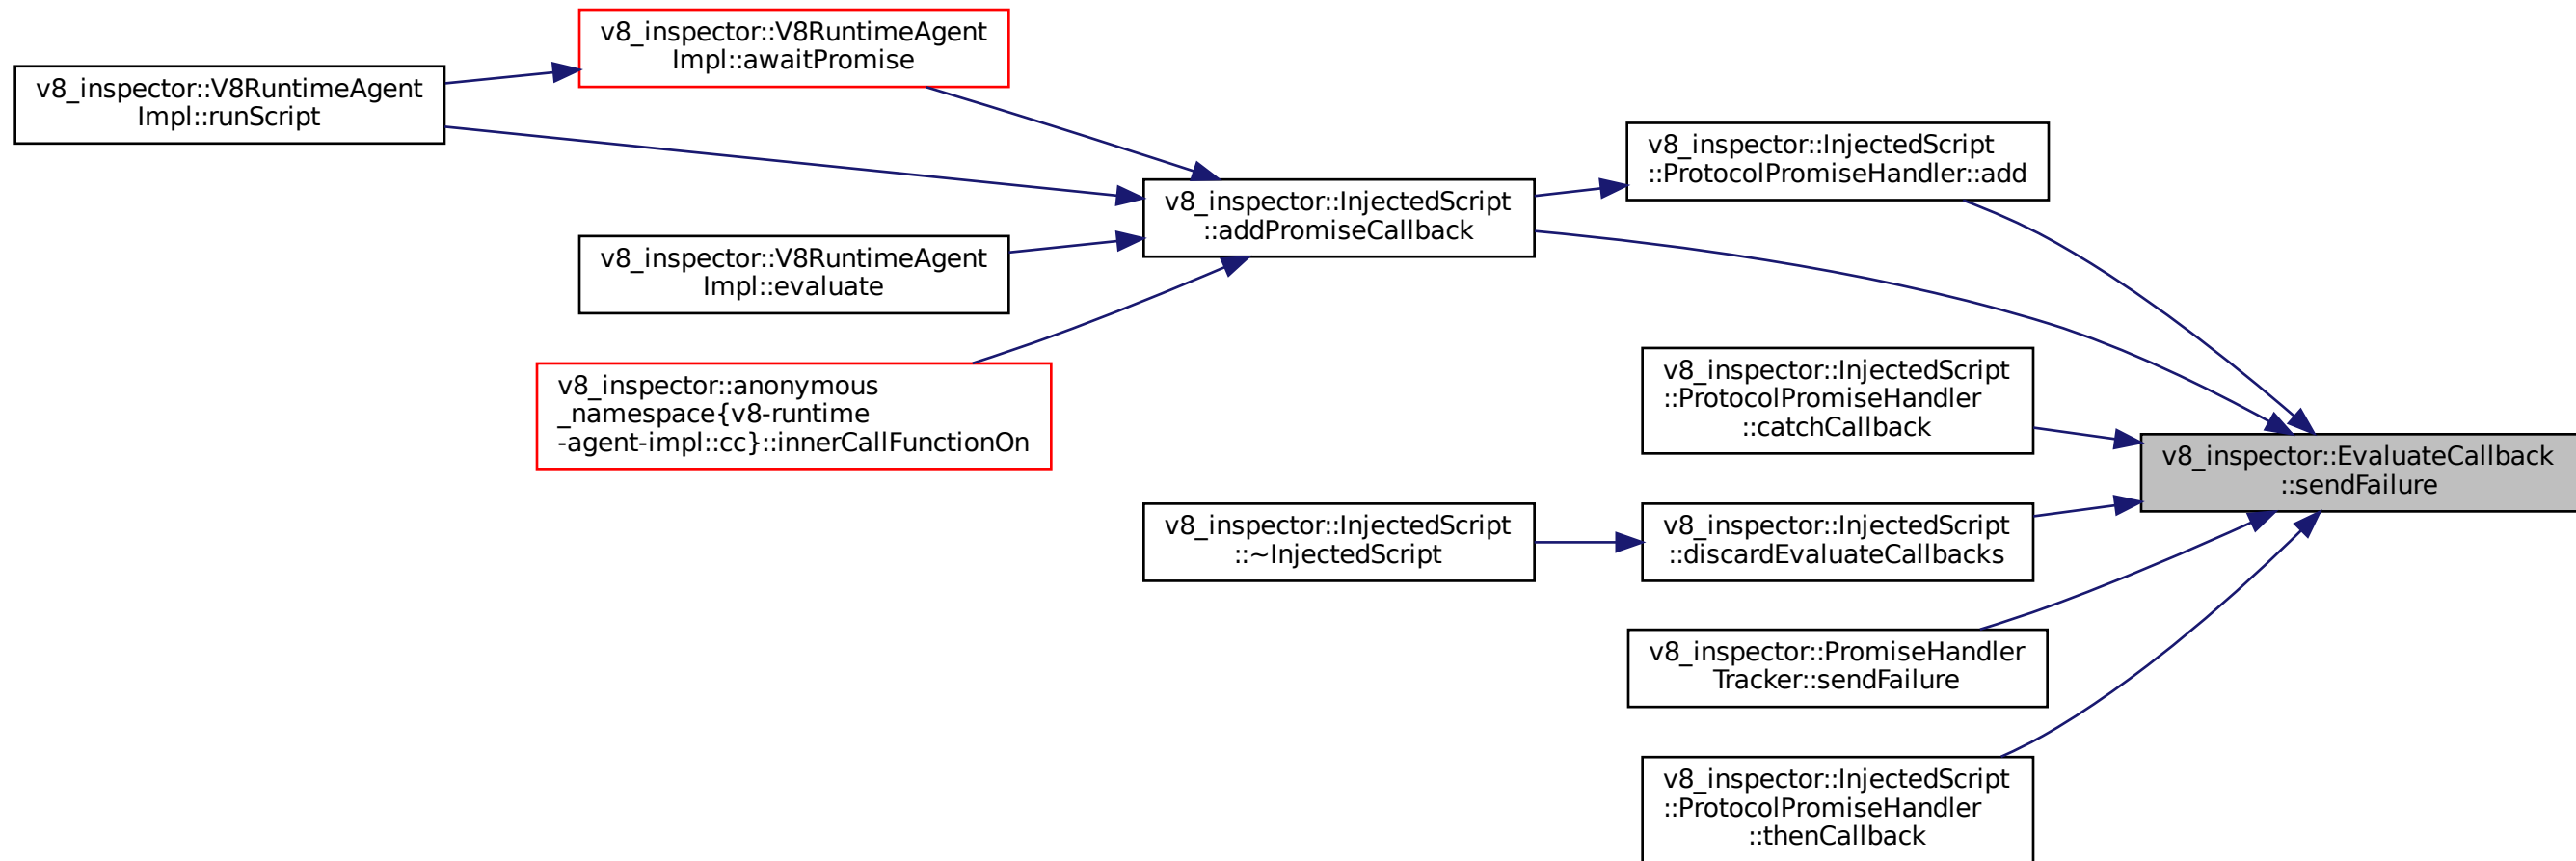 v8_inspector::V8RuntimeAgent
Impl::awaitPromise
v8_inspector::V8RuntimeAgent
Impl::runScript
v8_inspector::InjectedScript
::ProtocolPromiseHandler::add
v8_inspector::InjectedScript
::addPromiseCallback
v8_inspector::V8RuntimeAgent
Impl::evaluate
v8_inspector::anonymous
_namespace{v8-runtime
-agent-impl::cc}::innerCallFunctionOn
v8_inspector::InjectedScript
::ProtocolPromiseHandler
::catchCallback
v8_inspector::EvaluateCallback
::sendFailure
v8_inspector::InjectedScript
::~InjectedScript
v8_inspector::InjectedScript
::discardEvaluateCallbacks
v8_inspector::PromiseHandler
Tracker::sendFailure
v8_inspector::InjectedScript
::ProtocolPromiseHandler
::thenCallback